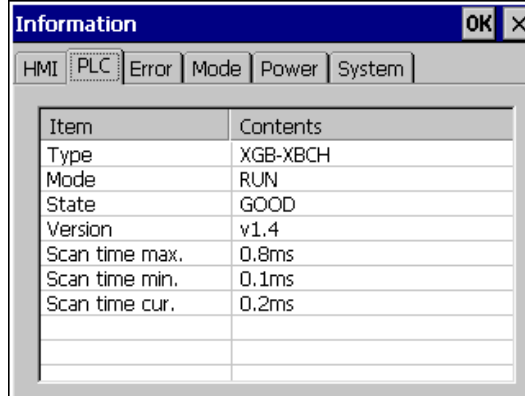 Information OK ×
HMI PLC Error Mode Power System
Item Contents
Type XGB-XBCH
Mode RUN
State GOOD
Version v1.4
Scan time max. 0.8ms
Scan time min. 0.1ms
Scan time cur. 0.2ms